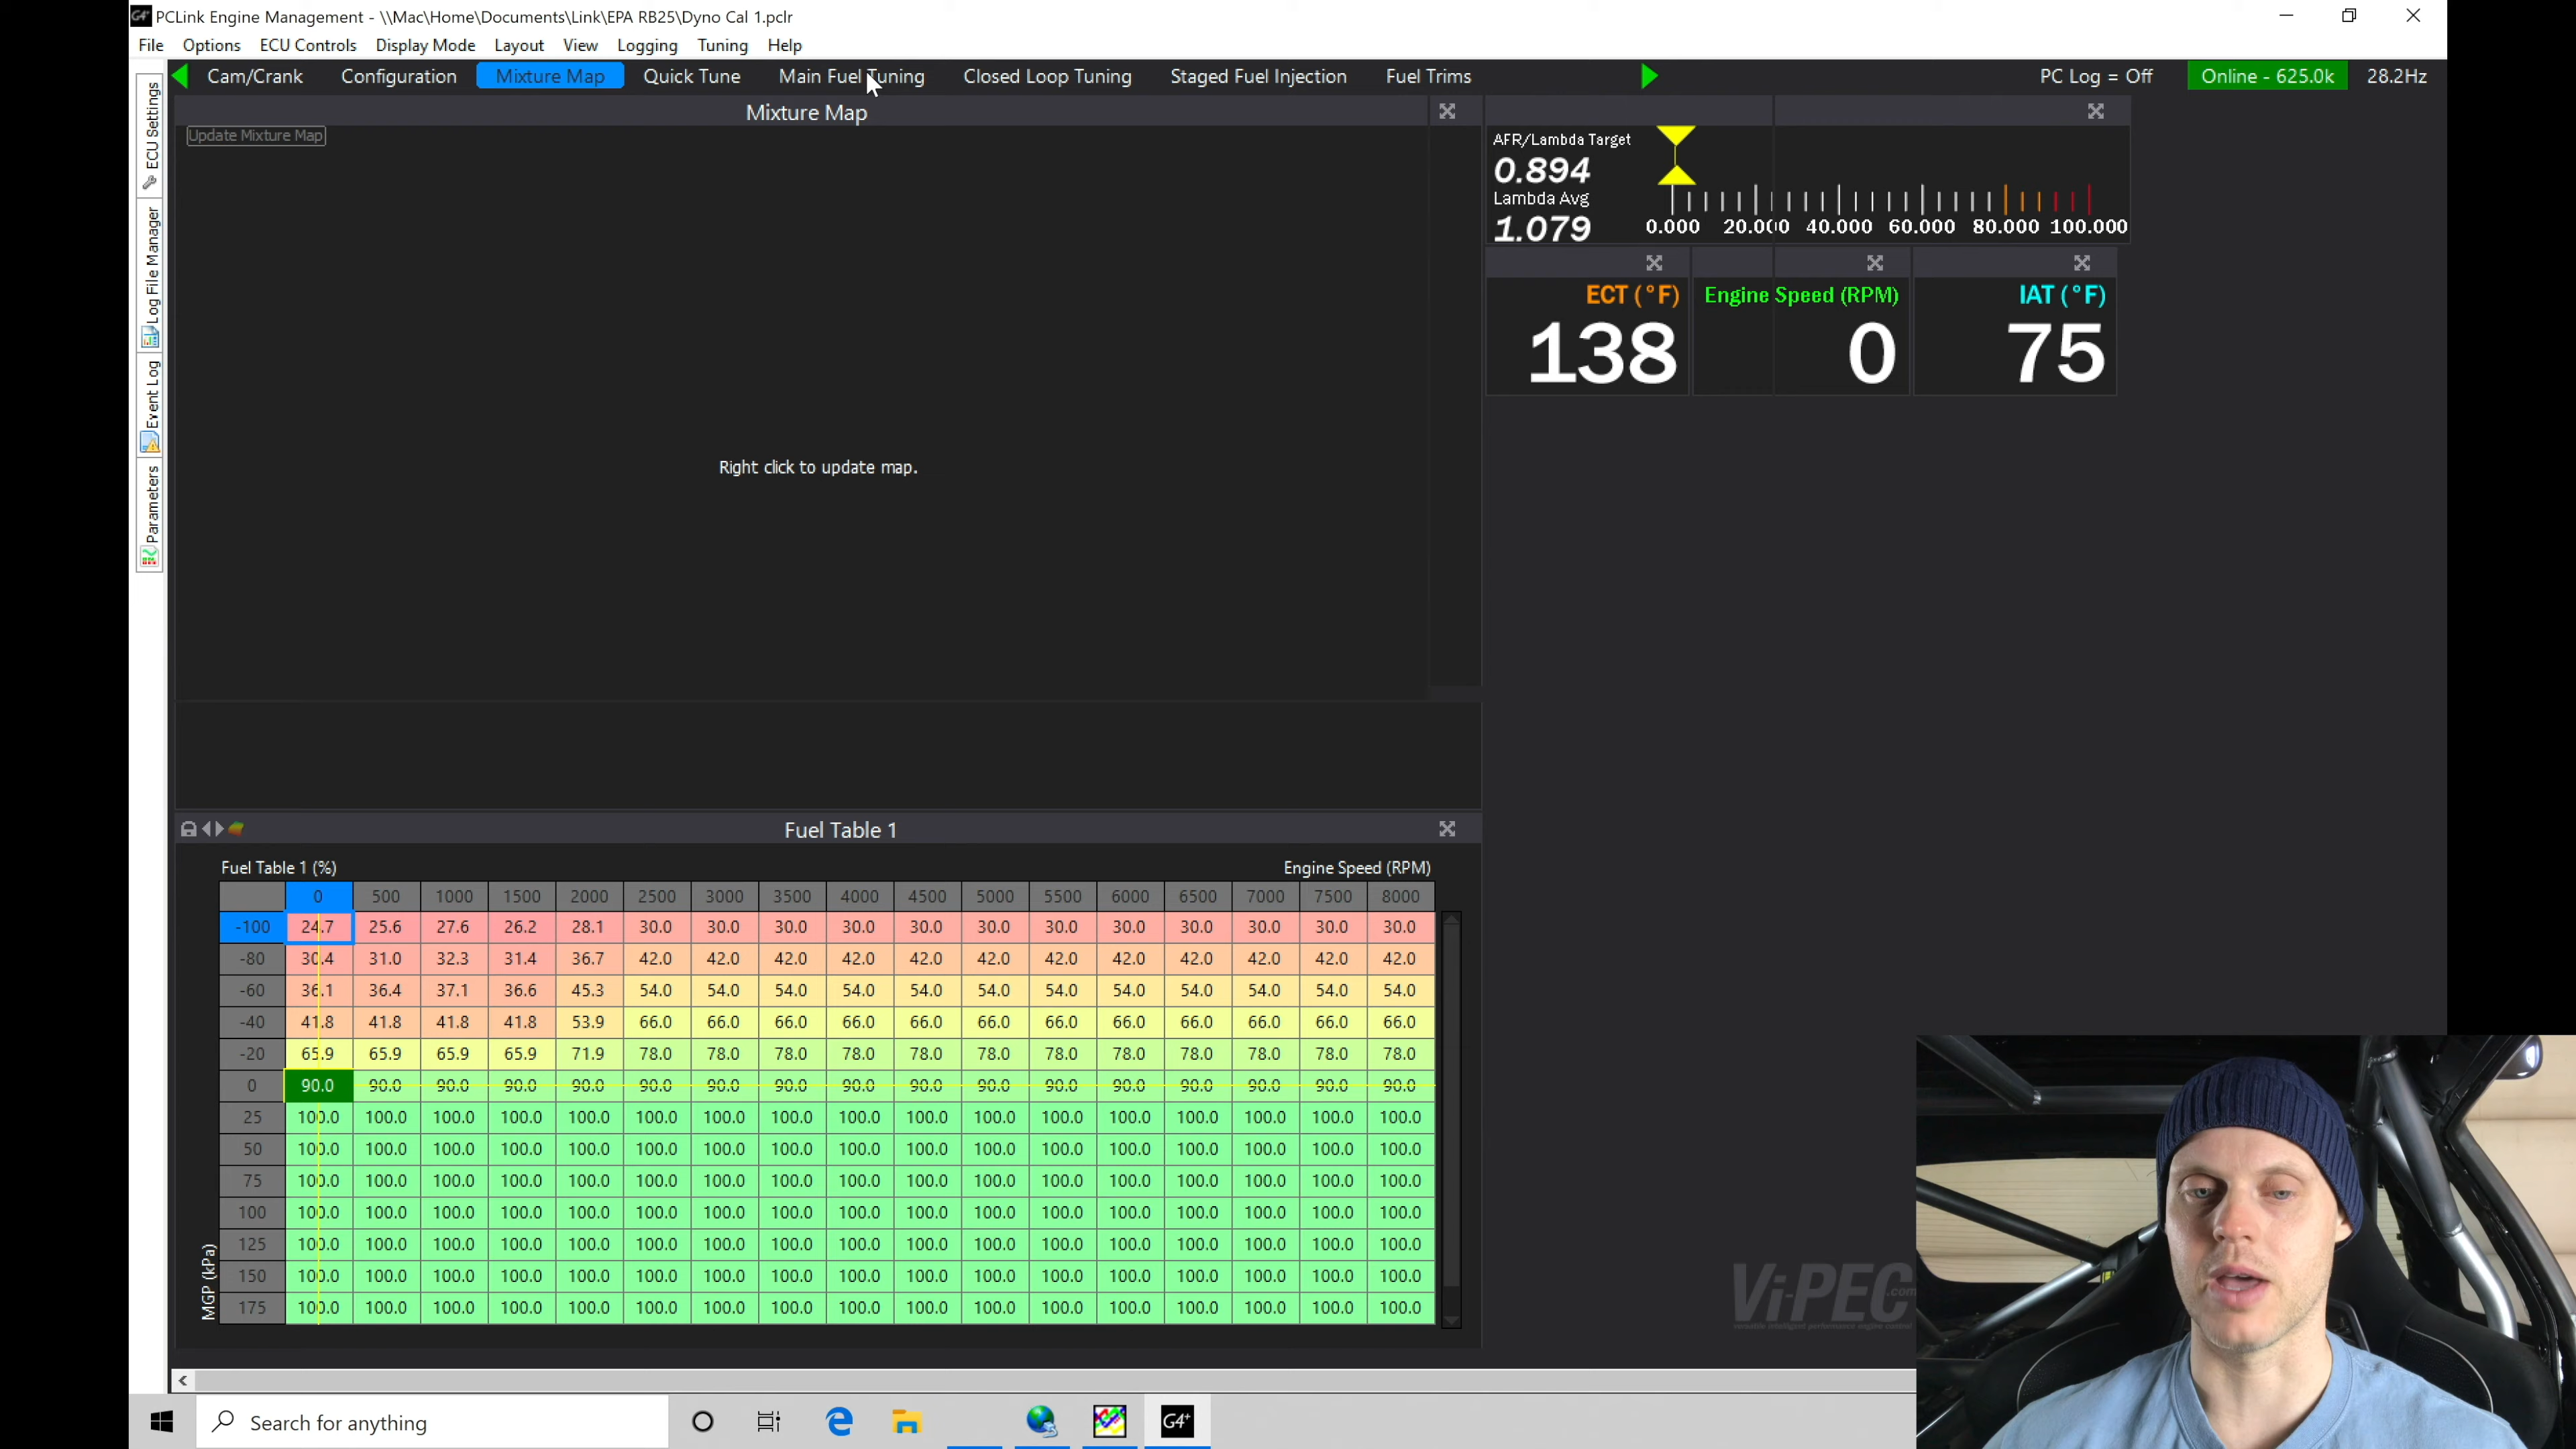 G4+ PCLink Engine Management - \\Mac\Home\Documents\Link\EPA RB25\Dyno Cal 1.pclr
File Options ECU Controls Display Mode Layout View Logging Tuning Help
Cam/Crank Configuration Mixture Map Quick Tune Main Fuel Tuning Closed Loop Tuning Staged Fuel Injection Fuel Trims PC Log = Off Online - 625.0k 28.2Hz
ECU Settings
Log File Manager
Event Log
Parameters
Mixture Map
Update Mixture Map
Right click to update map.
AFR/Lambda Target
0.894
Lambda Avg
1.079
0.000 20.000 40.000 60.000 80.000 100.000
ECT (°F) Engine Speed (RPM) IAT (°F)
138 0 75
Fuel Table 1
Fuel Table 1 (%) Engine Speed (RPM)
0 500 1000 1500 2000 2500 3000 3500 4000 4500 5000 5500 6000 6500 7000 7500 8000
-100 24.7 25.6 27.6 26.2 28.1 30.0 30.0 30.0 30.0 30.0 30.0 30.0 30.0 30.0 30.0 30.0 30.0
-80 30.4 31.0 32.3 31.4 36.7 42.0 42.0 42.0 42.0 42.0 42.0 42.0 42.0 42.0 42.0 42.0 42.0
-60 36.1 36.4 37.1 36.6 45.3 54.0 54.0 54.0 54.0 54.0 54.0 54.0 54.0 54.0 54.0 54.0 54.0
-40 41.8 41.8 41.8 41.8 53.9 66.0 66.0 66.0 66.0 66.0 66.0 66.0 66.0 66.0 66.0 66.0 66.0
-20 65.9 65.9 65.9 65.9 71.9 78.0 78.0 78.0 78.0 78.0 78.0 78.0 78.0 78.0 78.0 78.0 78.0
0 90.0 90.0 90.0 90.0 90.0 90.0 90.0 90.0 90.0 90.0 90.0 90.0 90.0 90.0 90.0 90.0 90.0
25 100.0 100.0 100.0 100.0 100.0 100.0 100.0 100.0 100.0 100.0 100.0 100.0 100.0 100.0 100.0 100.0 100.0
50 100.0 100.0 100.0 100.0 100.0 100.0 100.0 100.0 100.0 100.0 100.0 100.0 100.0 100.0 100.0 100.0 100.0
75 100.0 100.0 100.0 100.0 100.0 100.0 100.0 100.0 100.0 100.0 100.0 100.0 100.0 100.0 100.0 100.0 100.0
100 100.0 100.0 100.0 100.0 100.0 100.0 100.0 100.0 100.0 100.0 100.0 100.0 100.0 100.0 100.0 100.0 100.0
125 100.0 100.0 100.0 100.0 100.0 100.0 100.0 100.0 100.0 100.0 100.0 100.0 100.0 100.0 100.0 100.0 100.0
150 100.0 100.0 100.0 100.0 100.0 100.0 100.0 100.0 100.0 100.0 100.0 100.0 100.0 100.0 100.0 100.0 100.0
175 100.0 100.0 100.0 100.0 100.0 100.0 100.0 100.0 100.0 100.0 100.0 100.0 100.0 100.0 100.0 100.0 100.0
MGP (kPa)
Vi-PEC.com
Search for anything
G4+